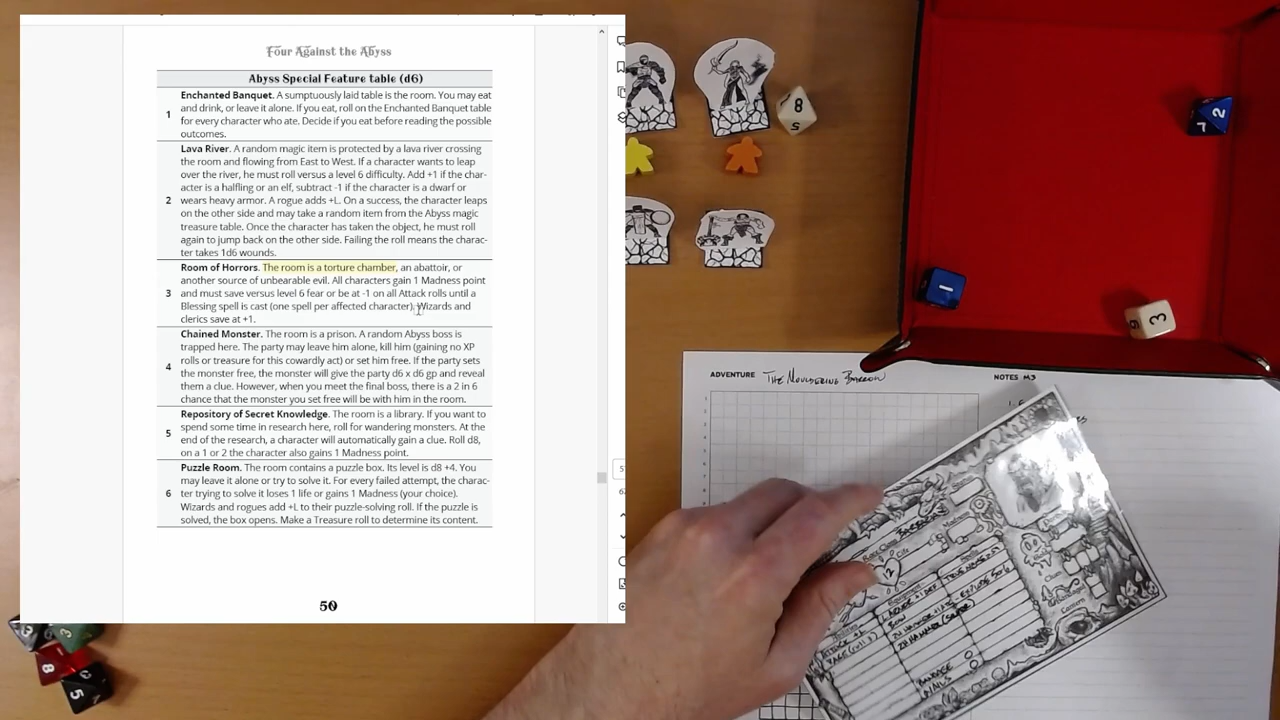 Four Against the Abyss
Abyss Special Feature table (d6)
1
Enchanted Banquet. A sumptuously laid table is the room. You may eat
and drink, or leave it alone. If you eat, roll on the Enchanted Banquet table
for every character who ate. Decide if you eat before reading the possible
outcomes.
2
Lava River. A random magic item is protected by a lava river crossing
the room and flowing from East to West. If a character wants to leap
over the river, he must roll versus a level 6 difficulty. Add +1 if the char-
acter is a halfling or an elf, subtract -1 if the character is a dwarf or
wears heavy armor. A rogue adds +L. On a success, the character leaps
on the other side and may take a random item from the Abyss magic
treasure table. Once the character has taken the object, he must roll
again to jump back on the other side. Failing the roll means the charac-
ter takes 1d6 wounds.
3
Room of Horrors. The room is a torture chamber, an abattoir, or
another source of unbearable evil. All characters gain 1 Madness point
and must save versus level 6 fear or be at -1 on all Attack rolls until a
Blessing spell is cast (one spell per affected character). Wizards and
clerics save at +1.
4
Chained Monster. The room is a prison. A random Abyss boss is
trapped here. The party may leave him alone, kill him (gaining no XP
rolls or treasure for this cowardly act) or set him free. If the party sets
the monster free, the monster will give the party d6 x d6 gp and reveal
them a clue. However, when you meet the final boss, there is a 2 in 6
chance that the monster you set free will be with him in the room.
5
Repository of Secret Knowledge. The room is a library. If you want to
spend some time in research here, roll for wandering monsters. At the
end of the research, a character will automatically gain a clue. Roll d8,
on a 1 or 2 the character also gains 1 Madness point.
6
Puzzle Room. The room contains a puzzle box. Its level is d8 +4. You
may leave it alone or try to solve it. For every failed attempt, the charac-
ter trying to solve it loses 1 life or gains 1 Madness (your choice).
Wizards and rogues add +L to their puzzle-solving roll. If the puzzle is
solved, the box opens. Make a Treasure roll to determine its content.
50
8
5
2
7
1
3
ADVENTURE THE MOULDERING BARROW
NOTES M3
Life
12
Equipment
Spells
BOW
BANDAGE
3
8
5